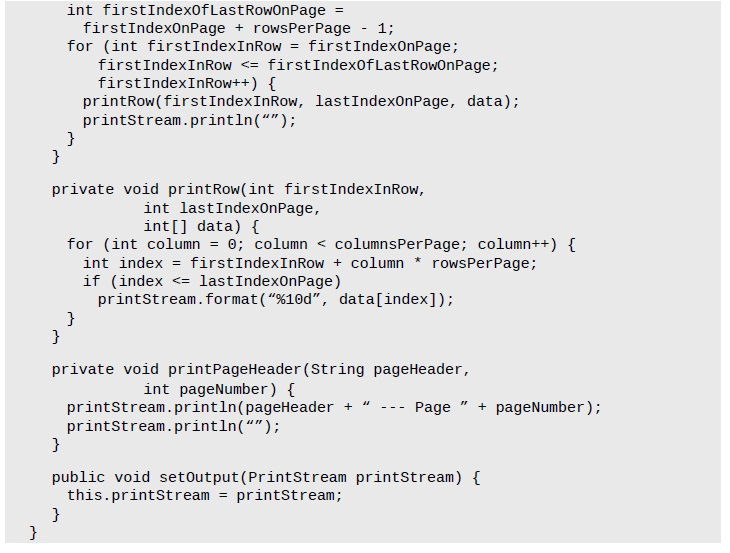 int firstIndexOfLastRowOnPage =
firstIndexOnPage + rowsPerPage - 1;
for (int firstIndexInRow = firstIndexOnPage;
firstIndexInRow <= firstIndexOfLastRowOnPage;
firstIndexInRow++) {
printRow(firstIndexInRow, lastIndexOnPage, data);
printStream.println(“”);
}
}
private void printRow(int firstIndexInRow,
int lastIndexOnPage,
int[] data) {
for (int column = 0; column < columnsPerPage; column++) {
int index = firstIndexInRow + column * rowsPerPage;
if (index <= lastIndexOnPage)
printStream.format(“%10d”, data[index]);
}
}
private void printPageHeader(String pageHeader,
int pageNumber) {
printStream.println(pageHeader + “ --- Page ” + pageNumber);
printStream.println(“”);
}
public void setOutput(PrintStream printStream) {
this.printStream = printStream;
}
}